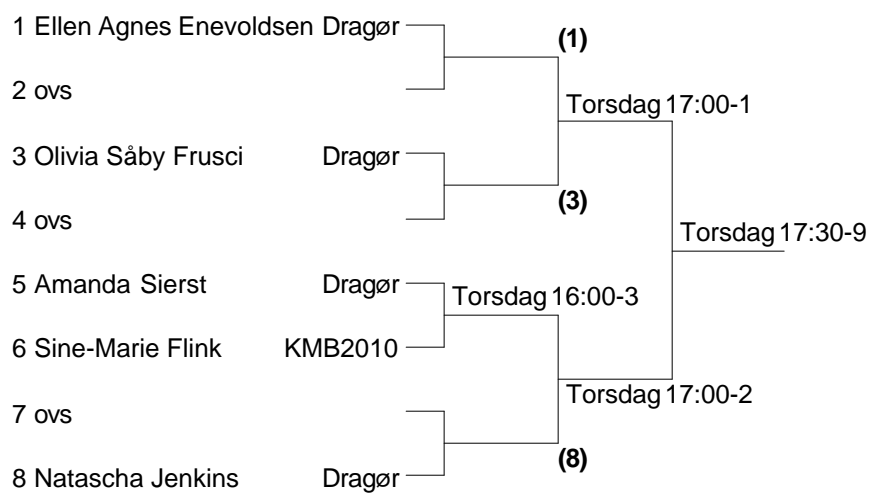 1 Ellen Agnes Enevoldsen Dragør
(1)
2 ovs
Torsdag 17:00-1
3 Olivia Såby Frusci Dragør
(3)
4 ovs
Torsdag 17:30-9
5 Amanda Sierst Dragør
Torsdag 16:00-3
6 Sine-Marie Flink KMB2010
Torsdag 17:00-2
7 ovs
(8)
8 Natascha Jenkins Dragør